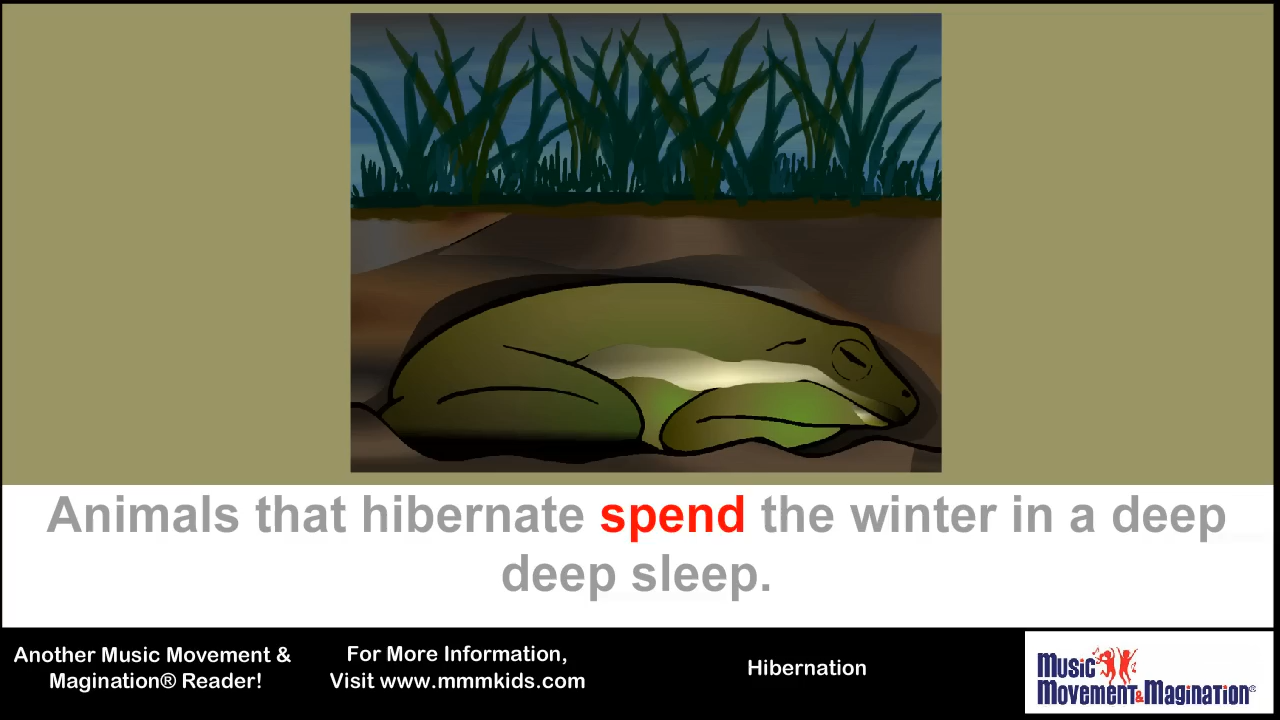 Animals that hibernate spend the winter in a deep
deep sleep.
Another Music Movement &
Magination® Reader!
For More Information,
Visit www.mmmkids.com
Hibernation
Music
Movement & Magination®